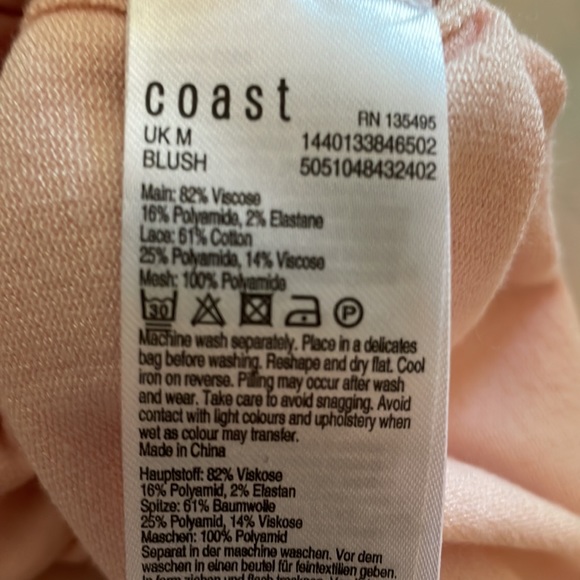 coast
RN 135495
UK M 1440133846502
BLUSH 5051048432402
Main: 82% Viscose
16% Polyamide, 2% Elastane
Lace: 61% Cotton
25% Polyamide, 14% Viscose
Mesh: 100% Polyamide
30 P
Machine wash separately. Place in a delicates
bag before washing. Reshape and dry flat. Cool
iron on reverse. Pilling may occur after wash
and wear. Take care to avoid snagging. Avoid
contact with light colours and upholstery when
wet as colour may transfer.
Made in China
Hauptstoff: 82% Viskose
16% Polyamid, 2% Elastan
Spitze: 61% Baumwolle
25% Polyamid, 14% Viskose
Maschen: 100% Polyamid
Separat in der maschine waschen. Vor dem
waschen in einen beutel für feintextilien geben.